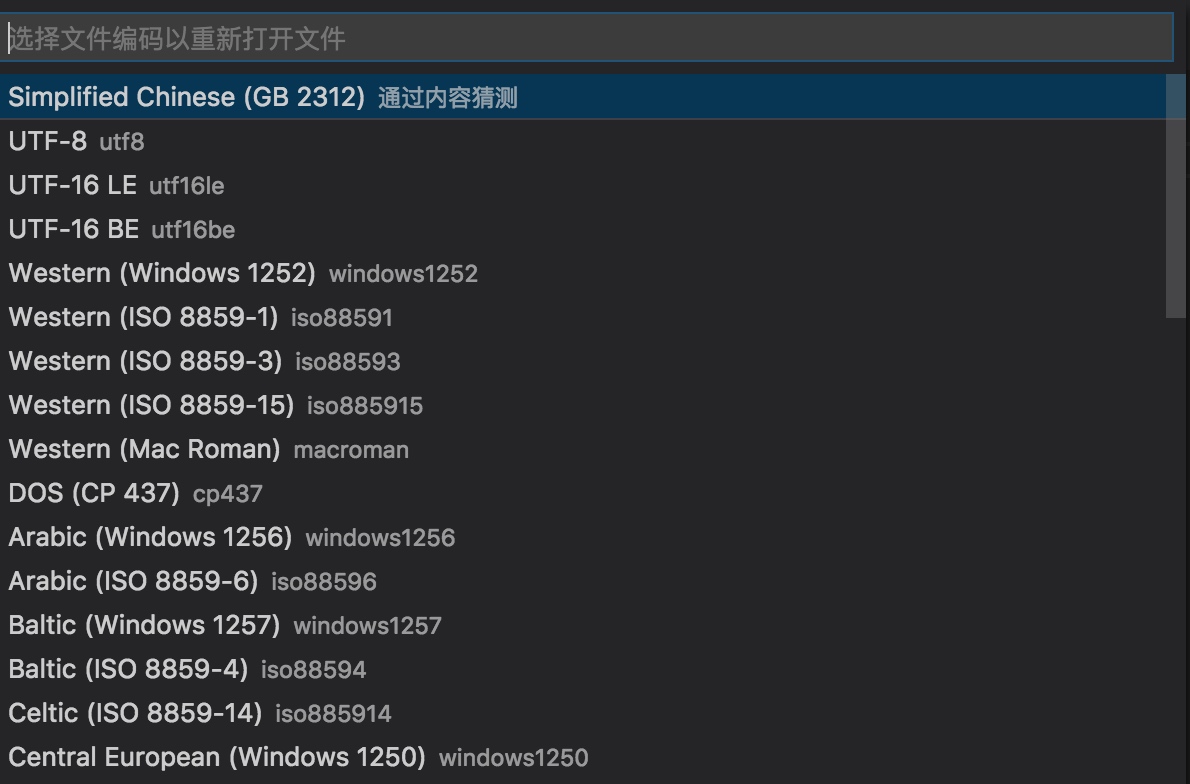 选择文件编码以重新打开文件
Simplified Chinese (GB 2312) 通过内容猜测
UTF-8 utf8
UTF-16 LE utf16le
UTF-16 BE utf16be
Western (Windows 1252) windows1252
Western (ISO 8859-1) iso88591
Western (ISO 8859-3) iso88593
Western (ISO 8859-15) iso885915
Western (Mac Roman) macroman
DOS (CP 437) cp437
Arabic (Windows 1256) windows1256
Arabic (ISO 8859-6) iso88596
Baltic (Windows 1257) windows1257
Baltic (ISO 8859-4) iso88594
Celtic (ISO 8859-14) iso885914
Central European (Windows 1250) windows1250